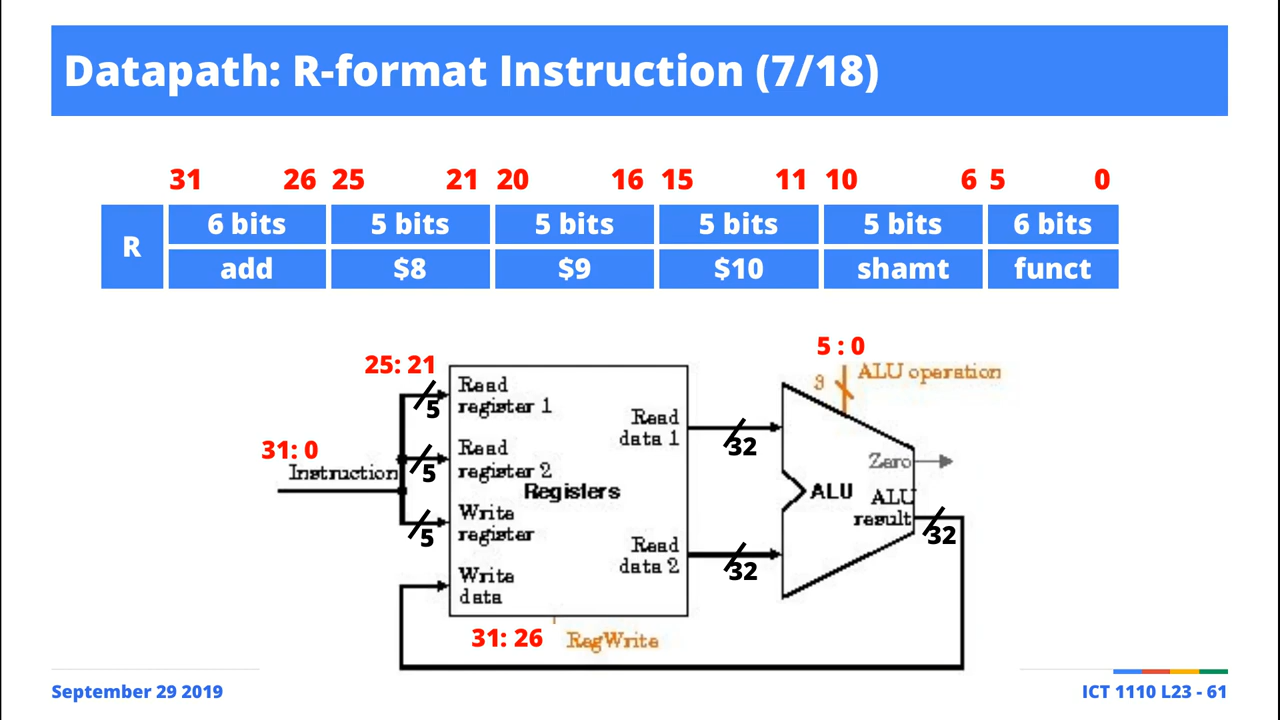 Datapath: R-format Instruction (7/18)
31 26 25 21 20 16 15 11 10 6 5 0
R
6 bits 5 bits 5 bits 5 bits 5 bits 6 bits
add $8 $9 $10 shamt funct
5 : 0
25: 21
3 ALU operation
Read
register 1
5
Read
data 1
32
31: 0
Instruction
Read
register 2
5
Zero
Registers
ALU
ALU
result
32
Write
register
5
Read
data 2
32
Write
data
31: 26
RegWrite
September 29 2019
ICT 1110 L23 - 61